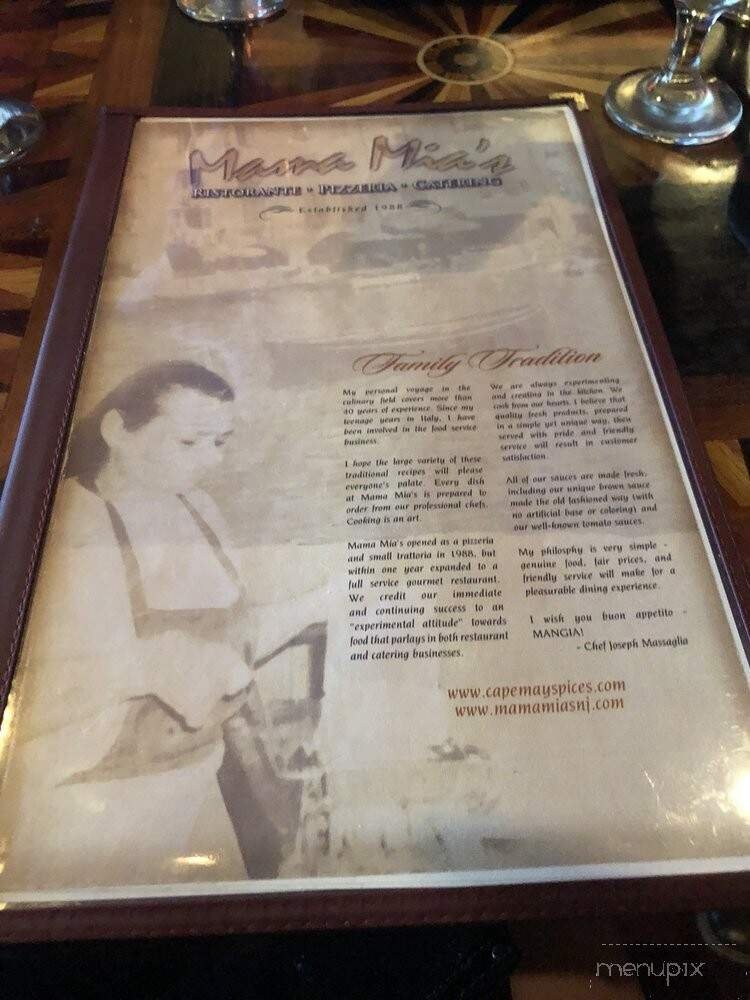 Mama Mia's
RISTORANTE • PIZZERIA • CATERING
Established 1988
Family Tradition
My personal voyage in the
culinary field covers more than
40 years of experience. Since my
teenage years in Italy, I have
been involved in the food service
business.
I hope the large variety of these
traditional recipes will please
everyone's palate. Every dish
at Mama Mia's is prepared to
order from our professional chefs.
Cooking is an art.
Mama Mia's opened as a pizzeria
and small trattoria in 1988, but
within one year expanded to a
full service gourmet restaurant.
We credit our immediate
and continuing success to an
"experimental attitude" towards
food that parlays in both restaurant
and catering businesses.
We are always experimenting
and creating in the kitchen. We
cook from our hearts. I believe that
quality fresh products, prepared
in a simple yet unique way, then
served with pride and friendly
service will result in customer
satisfaction.
All of our sauces are made fresh,
including our unique brown sauce
made the old fashioned way (with
no artificial base or coloring) and
our well-known tomato sauces.
My philosphy is very simple -
genuine food, fair prices, and
friendly service will make for a
pleasurable dining experience.
I wish you buon appetito -
MANGIA!
- Chef Joseph Massaglia
www.capemayspices.com
www.mamamiasnj.com
menupix